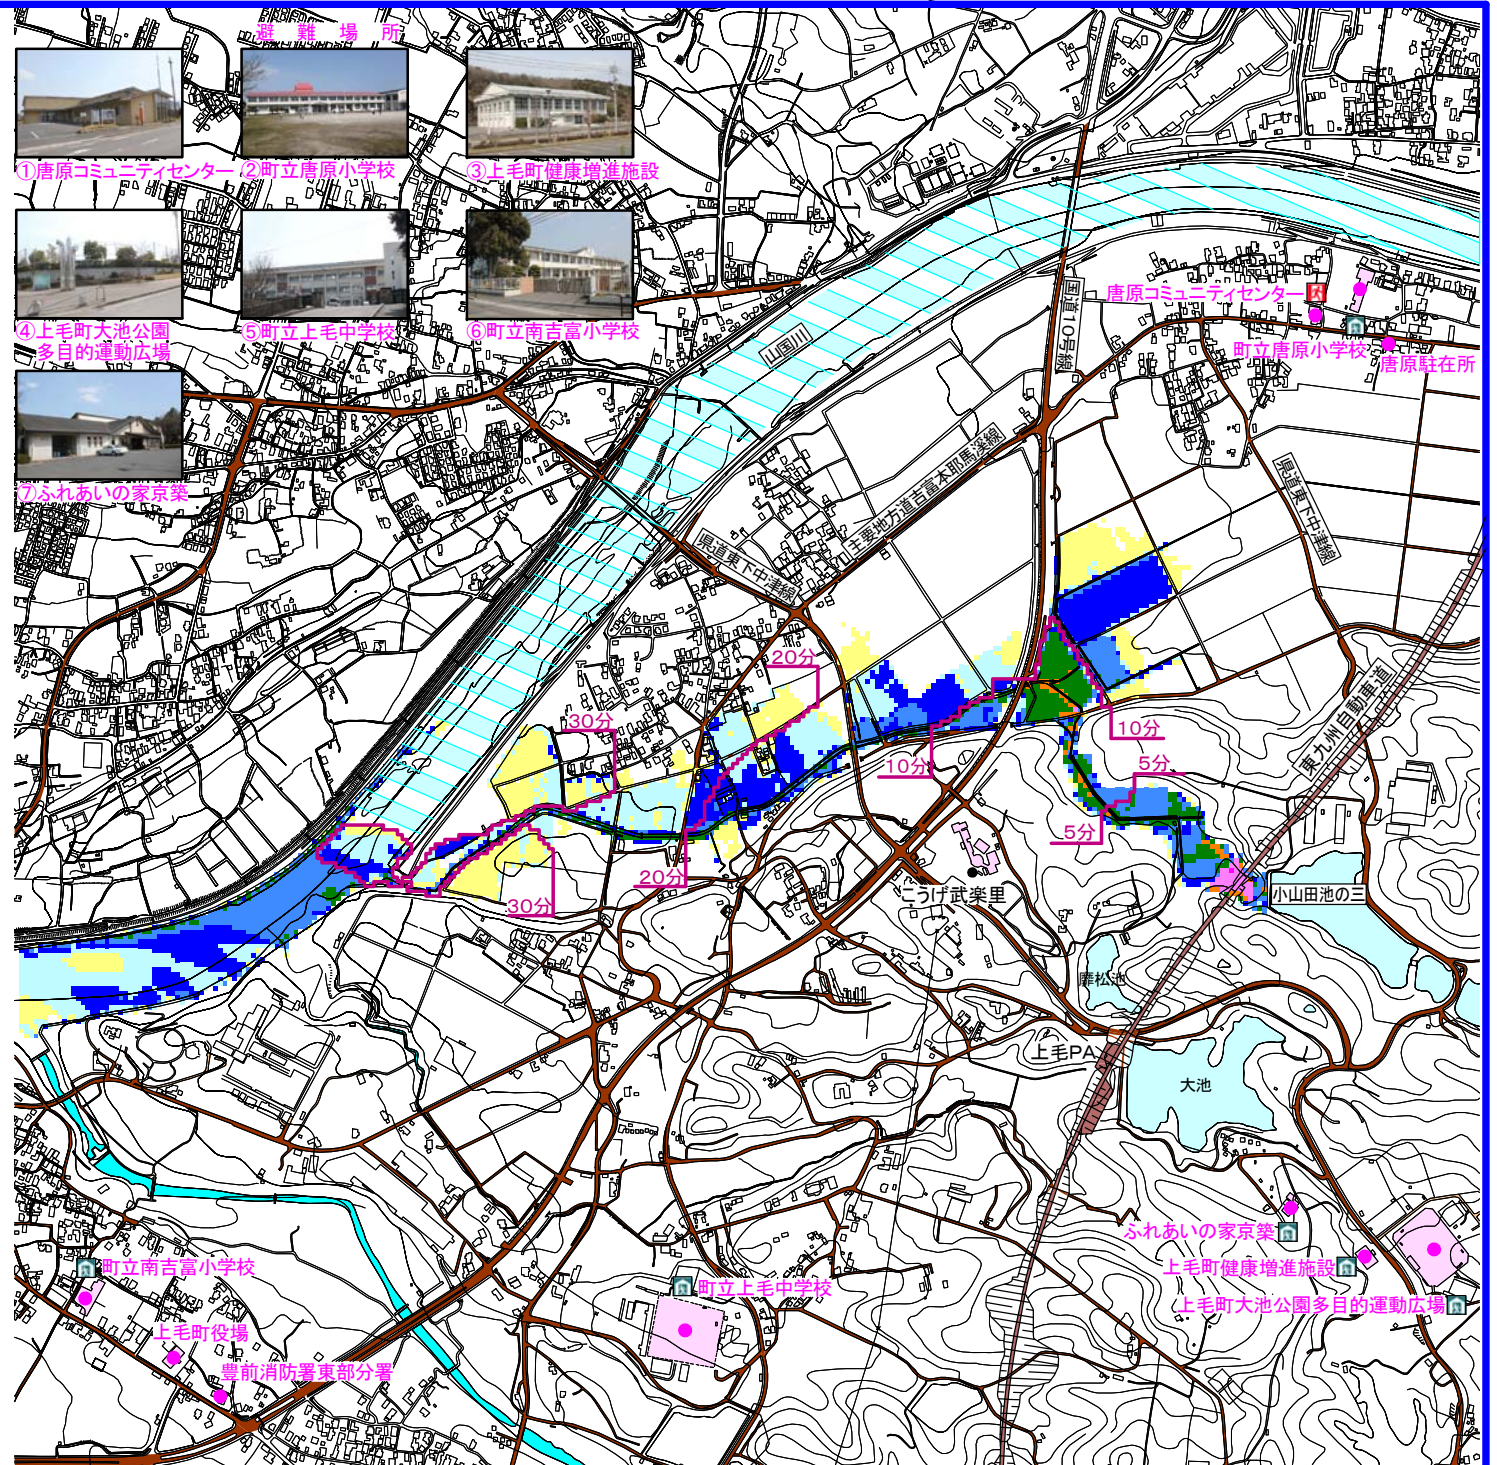 避難場所
①唐原コミュニティセンター
②町立唐原小学校
③上毛町健康増進施設
④上毛町大池公園
多目的運動広場
⑤町立上毛中学校
⑥町立南吉富小学校
⑦ふれあいの家京築
山国川
国道10号線
唐原コミュニティセンター
町立唐原小学校
唐原駐在所
主要地方道吉富本耶馬渓線
県道東下中津線
県道東下中津線
東九州自動車道
20分
30分
10分
10分
5分
5分
20分
30分
小山田池の三
こうげ武楽里
上毛PA
大池
ふれあいの家京築
上毛町健康増進施設
上毛町大池公園多目的運動広場
町立南吉富小学校
町立上毛中学校
上毛町役場
豊前消防署東部分署